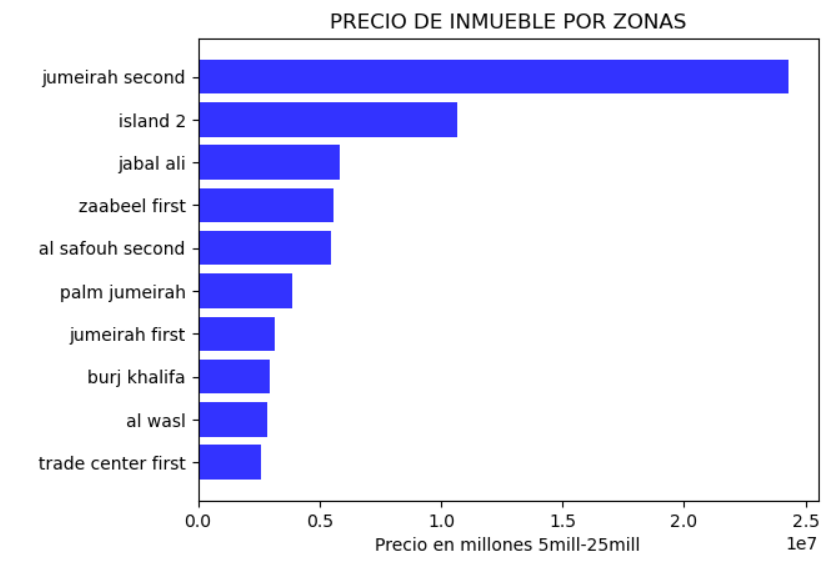 PRECIO DE INMUEBLE POR ZONAS
jumeirah second
island 2
jabal ali
zaabeel first
al safouh second
palm jumeirah
jumeirah first
burj khalifa
al wasl
trade center first
0.0 0.5 1.0 1.5 2.0 2.5
1e7
Precio en millones 5mill-25mill